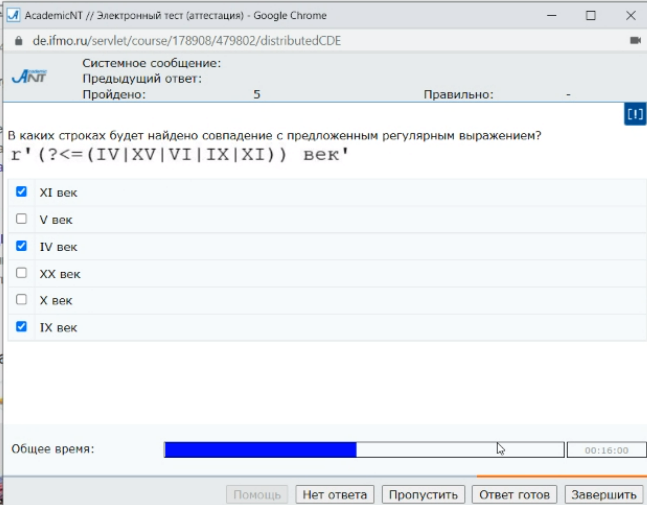 AcademicNT // Электронный тест (аттестация) - Google Chrome
de.ifmo.ru/servlet/course/178908/479802/distributedCDE
Academic
ANT
Системное сообщение:
Предыдущий ответ:
Пройдено: 5 Правильно: -
[!]
В каких строках будет найдено совпадение с предложенным регулярным выражением?
r'(?<=(IV|XV|VI|IX|XI)) век'
XI век
V век
IV век
XX век
X век
IX век
Общее время: 00:16:00
Помощь Нет ответа Пропустить Ответ готов Завершить